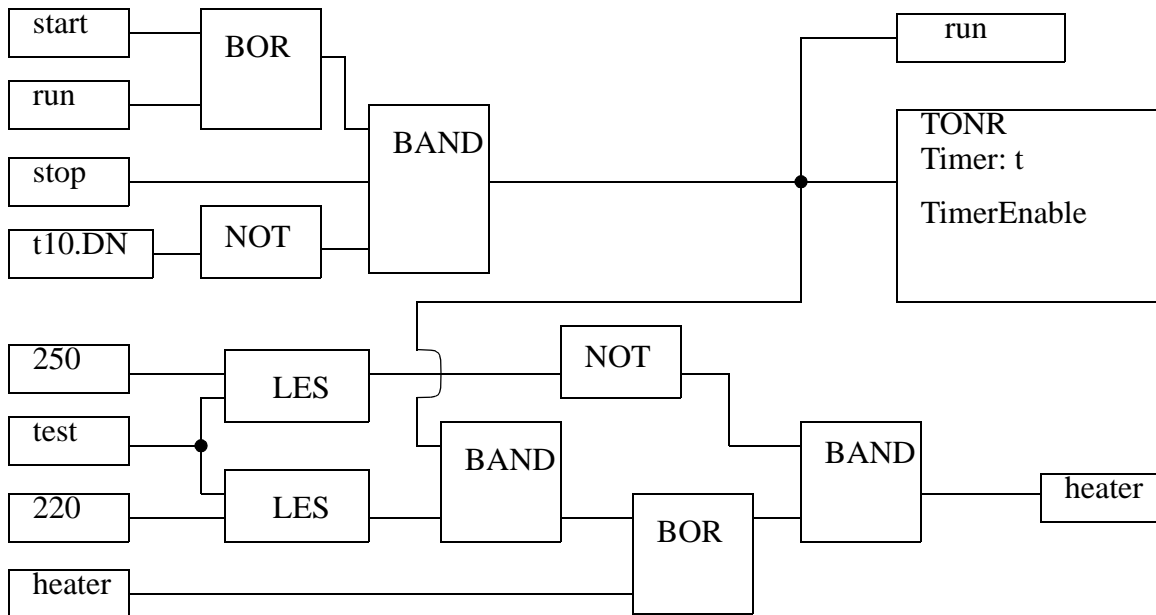 start
BOR
run
run
BAND
TONR
Timer: t
stop
TimerEnable
t10.DN
NOT
250
LES
NOT
test
BAND
BAND
220
LES
heater
BOR
heater